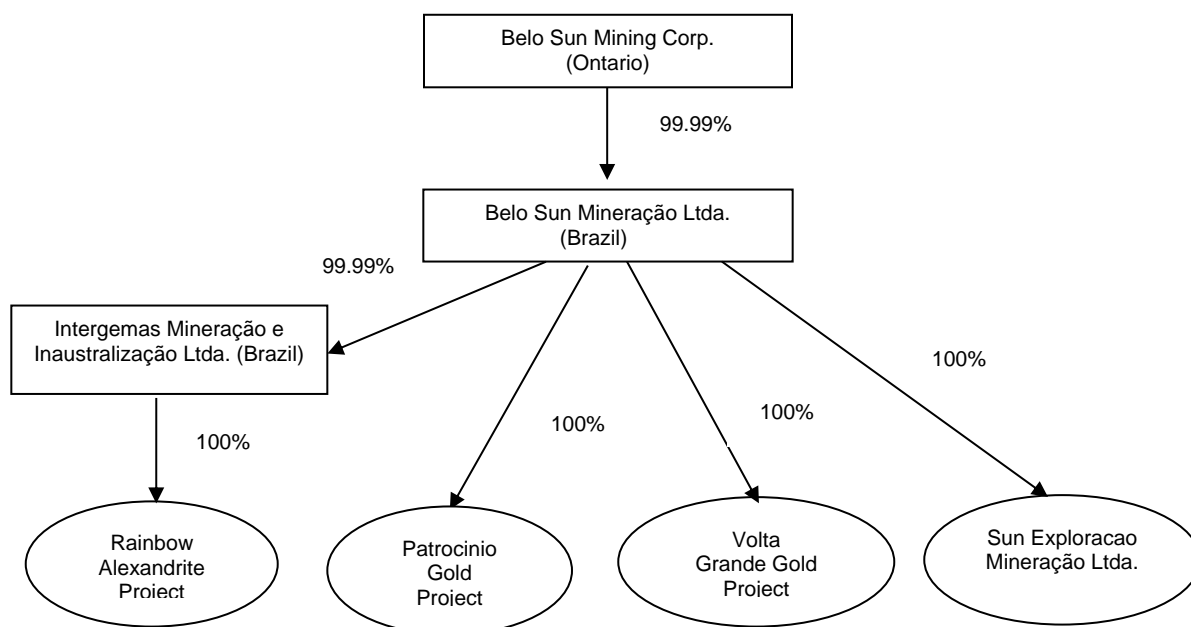 Belo Sun Mining Corp.
(Ontario)
99.99%
Belo Sun Mineração Ltda.
(Brazil)
99.99%
Intergemas Mineração e
Inaustralização Ltda. (Brazil)
100%
100%
100%
100%
Rainbow
Alexandrite
Project
Patrocinio
Gold
Project
Volta
Grande Gold
Project
Sun Exploracao
Mineração Ltda.